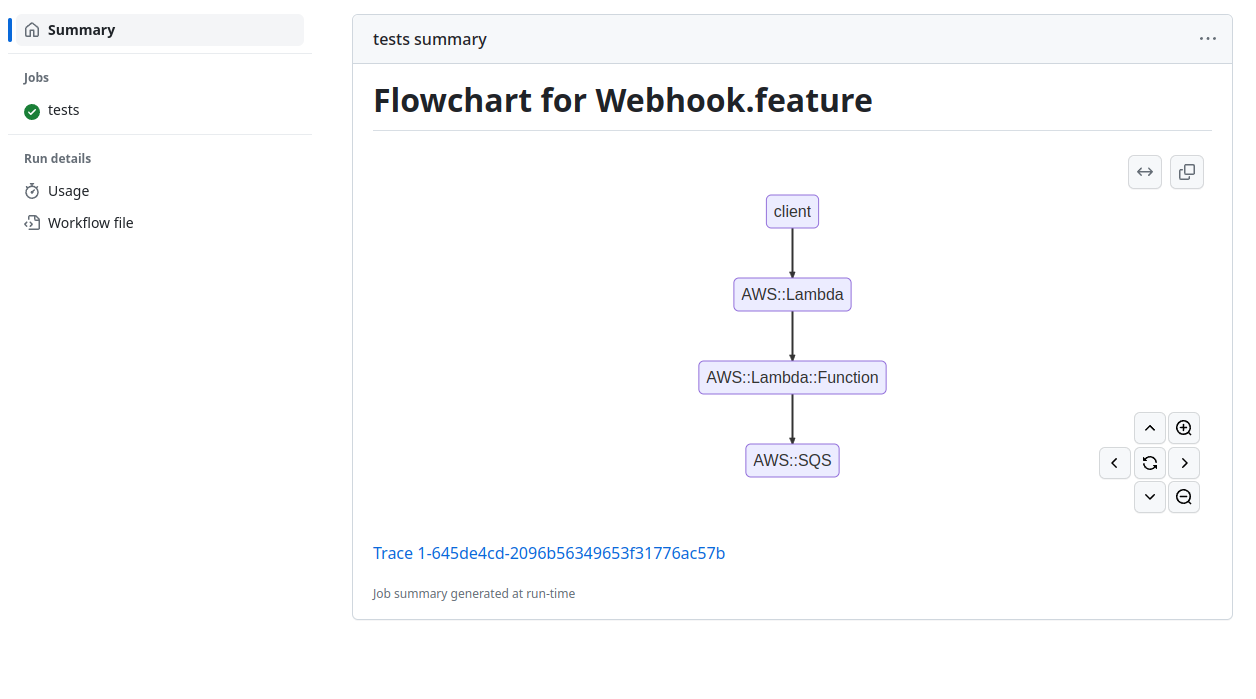 Summary
Jobs
tests
Run details
Usage
Workflow file
tests summary
Flowchart for Webhook.feature
client
AWS::Lambda
AWS::Lambda::Function
AWS::SQS
Trace 1-645de4cd-2096b56349653f31776ac57b
Job summary generated at run-time